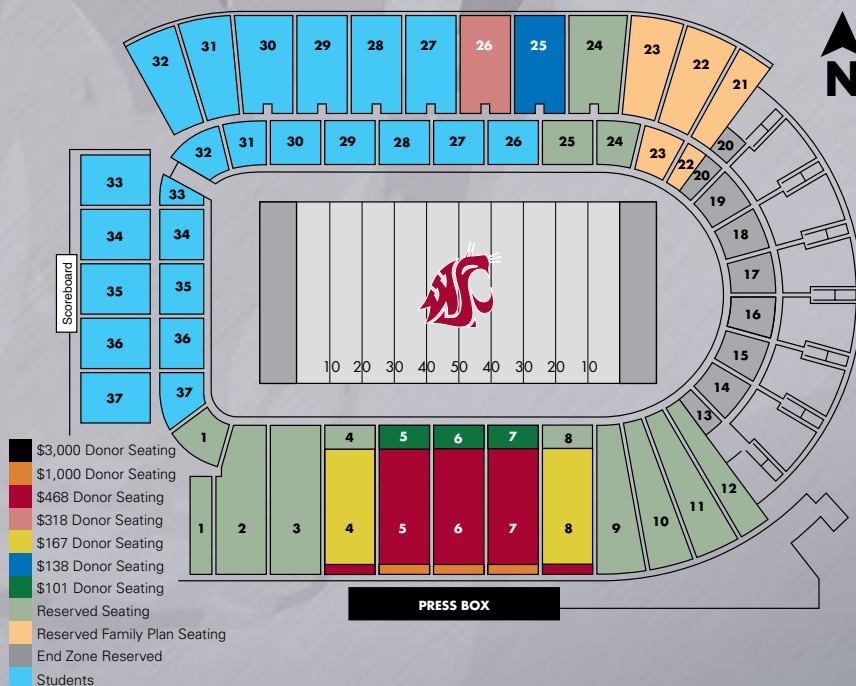 N
32 31 30 29 28 27 26 25 24 23 22 21
32 31 30 29 28 27 26 25 24 23 22 20
20
19
18
17
16
15
14
13
33 33
34 34
35 35
36 36
37 37
Scoreboard
10 20 30 40 50 40 30 20 10
1 4 5 6 7 8
1 2 3 4 5 6 7 8 9 10 11 12
PRESS BOX
$3,000 Donor Seating
$1,000 Donor Seating
$468 Donor Seating
$318 Donor Seating
$167 Donor Seating
$138 Donor Seating
$101 Donor Seating
Reserved Seating
Reserved Family Plan Seating
End Zone Reserved
Students